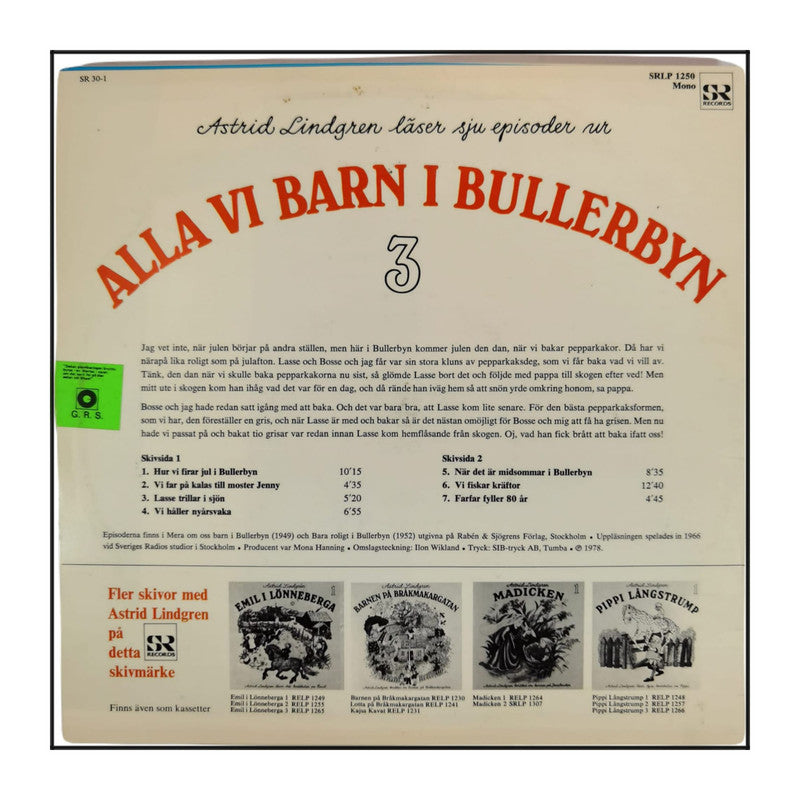 SR 30-1
SRLP 1250
Mono
SR
RECORDS
Astrid Lindgren läser sju episoder ur
ALLA VI BARN I BULLERBYN
3
Jag vet inte, när julen börjar på andra ställen, men här i Bullerbyn kommer julen den dan, när vi bakar pepparkakor. Då har vi
närapå lika roligt som på julafton. Lasse och Bosse och jag får var sin stora kluns av pepparkaksdeg, som vi får baka vad vi vill av.
Tänk, den dan när vi skulle baka pepparkakorna nu sist, så glömde Lasse bort det och följde med pappa till skogen efter ved! Men
mitt ute i skogen kom han ihåg vad det var för en dag, och då rände han iväg hem så att snön yrde omkring honom, sa pappa.
Bosse och jag hade redan satt igång med att baka. Och det var bara bra, att Lasse kom lite senare. För den bästa pepparkaksformen,
som vi har, den föreställer en gris, och när Lasse är med och bakar så är det nästan omöjligt för Bosse och mig att få ha grisen. Men nu
hade vi passat på och bakat tio grisar var redan innan Lasse kom hemflåsande från skogen. Oj, vad han fick brått att baka ifatt oss!
G. R. S.
Skivsida 1
1. Hur vi firar jul i Bullerbyn 10'15
2. Vi far på kalas till moster Jenny 4'35
3. Lasse trillar i sjön 5'20
4. Vi håller nyårsvaka 6'55
Skivsida 2
5. När det är midsommar i Bullerbyn 8'35
6. Vi fiskar kräftor 12'40
7. Farfar fyller 80 år 4'45
Episoderna finns i Mera om oss barn i Bullerbyn (1949) och Bara roligt i Bullerbyn (1952) utgivna på Rabén & Sjögrens Förlag, Stockholm • Uppläsningen spelades in 1966
vid Sveriges Radios studior i Stockholm • Producent var Mona Hanning • Omslagsteckning: Ilon Wikland • Tryck: SIB-tryck AB, Tumba • ℗ 1978.
Fler skivor med
Astrid Lindgren
på
detta
SR
RECORDS
skivmärke
Finns även som kassetter
Astrid Lindgren
EMIL I LÖNNEBERGA
1
Emil i Lönneberga 1 RELP 1249
Emil i Lönneberga 2 RELP 1255
Emil i Lönneberga 3 RELP 1265
Astrid Lindgren
BARNEN PÅ BRÅKMAKARGATAN
Barnen på Bråkmakargatan RELP 1230
Lotta på Bråkmakargatan RELP 1241
Kajsa Kavat RELP 1231
Astrid Lindgren
MADICKEN
1
Madicken 1 RELP 1264
Madicken 2 SRLP 1307
Astrid Lindgren
PIPPI LÅNGSTRUMP
1
Pippi Långstrump 1 RELP 1248
Pippi Långstrump 2 RELP 1257
Pippi Långstrump 3 RELP 1266